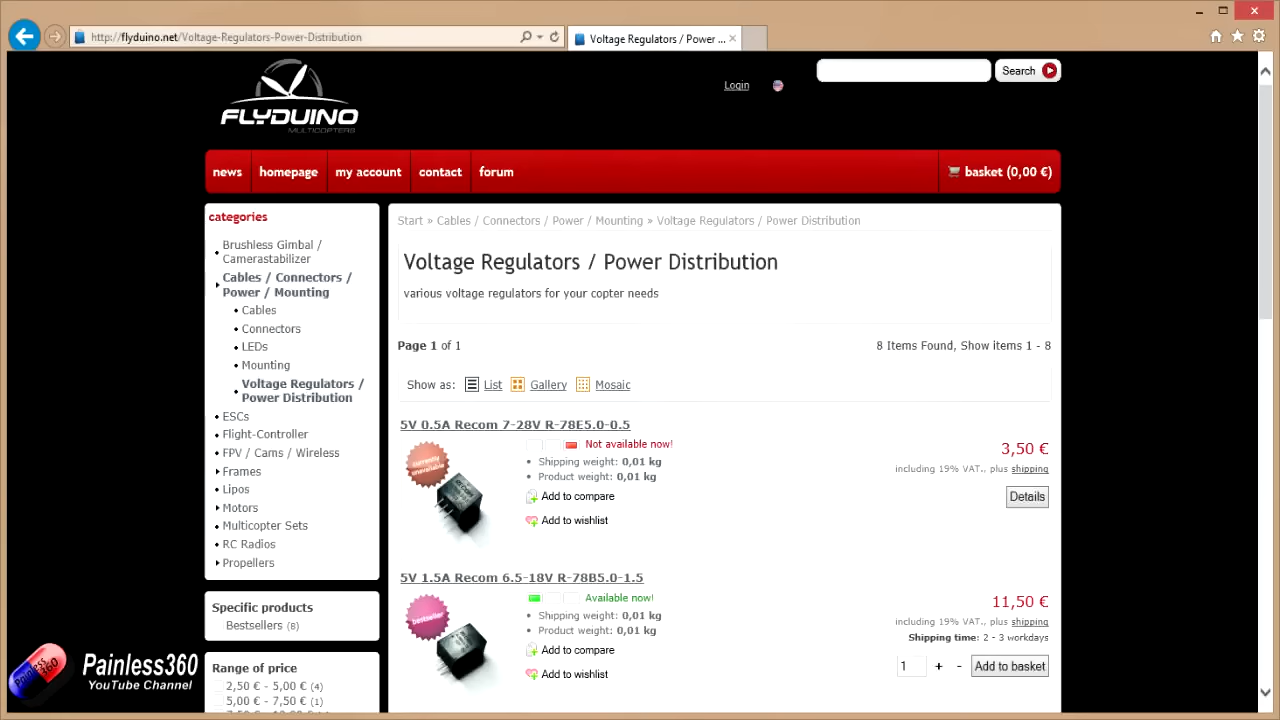 http://flyduino.net/Voltage-Regulators-Power-Distribution
Voltage Regulators / Power ...
FLYDUINO
MULTICOPTERS
Login
Search
news
homepage
my account
contact
forum
basket (0,00 €)
categories
Brushless Gimbal /
Camerastabilizer
Cables / Connectors /
Power / Mounting
Cables
Connectors
LEDs
Mounting
Voltage Regulators /
Power Distribution
ESCs
Flight-Controller
FPV / Cams / Wireless
Frames
Lipos
Motors
Multicopter Sets
RC Radios
Propellers
Specific products
Bestsellers (8)
Range of price
2,50 € - 5,00 € (4)
5,00 € - 7,50 € (1)
Start » Cables / Connectors / Power / Mounting » Voltage Regulators / Power Distribution
Voltage Regulators / Power Distribution
various voltage regulators for your copter needs
Page 1 of 1
8 Items Found, Show items 1 - 8
Show as:
List
Gallery
Mosaic
5V 0.5A Recom 7-28V R-78E5.0-0.5
currently
unavailable
Not available now!
Shipping weight: 0,01 kg
Product weight: 0,01 kg
Add to compare
Add to wishlist
3,50 €
including 19% VAT., plus shipping
Details
5V 1.5A Recom 6.5-18V R-78B5.0-1.5
bestseller
Available now!
Shipping weight: 0,01 kg
Product weight: 0,01 kg
Add to compare
Add to wishlist
11,50 €
including 19% VAT., plus shipping
Shipping time: 2 - 3 workdays
1 + -
Add to basket
Painless360
Painless360
YouTube Channel